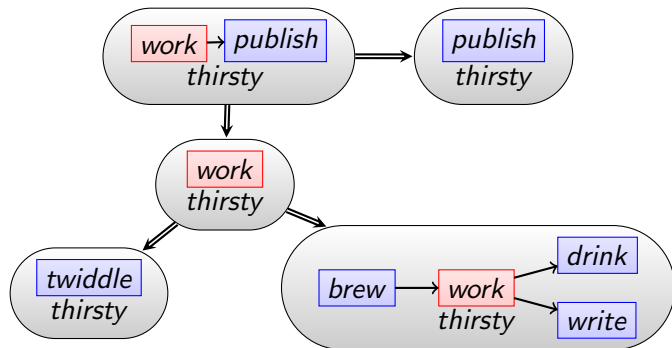 work publish
thirsty
publish
thirsty
work
thirsty
twiddle
thirsty
brew work drink
thirsty write